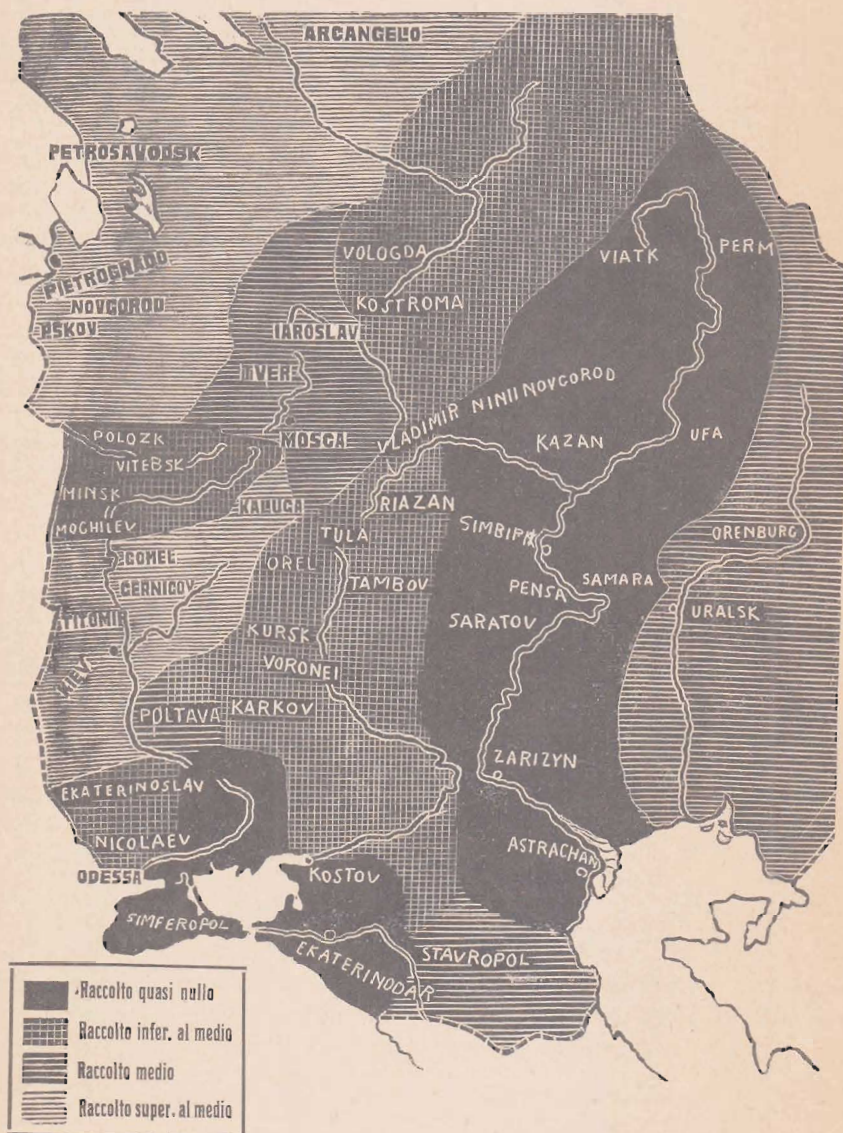 ARCANGELO
PETROSAVODSK
VOLOGDA
VIATK
PERM
PIETROGRADO
NOVGOROD
PSKOV
KOSTROMA
IAROSLAV
TVER
VLADIMIR NINII NOVGOROD
MOSCA
POLOZK
VITEBSK
KAZAN
UFA
MINSK
MOGHILEV
KALUGA
RIAZAN
TULA
SIMBIRK
ORENBURG
GOMEL
OREL
CERNIGOV
TAMBOV
PENSA
SAMARA
URALSK
TITOMIR
SARATOV
KURSK
VORONEI
KIEV
POLTAVA
KARKOV
EKATERINOSLAV
ZARIZYN
NICOLAEV
ASTRACHAN
ODESSA
KOSTOV
SIMFEROPOL
EKATERINODAR
STAVROPOL
Raccolto quasi nullo
Raccolto infer. al medio
Raccolto medio
Raccolto super. al medio